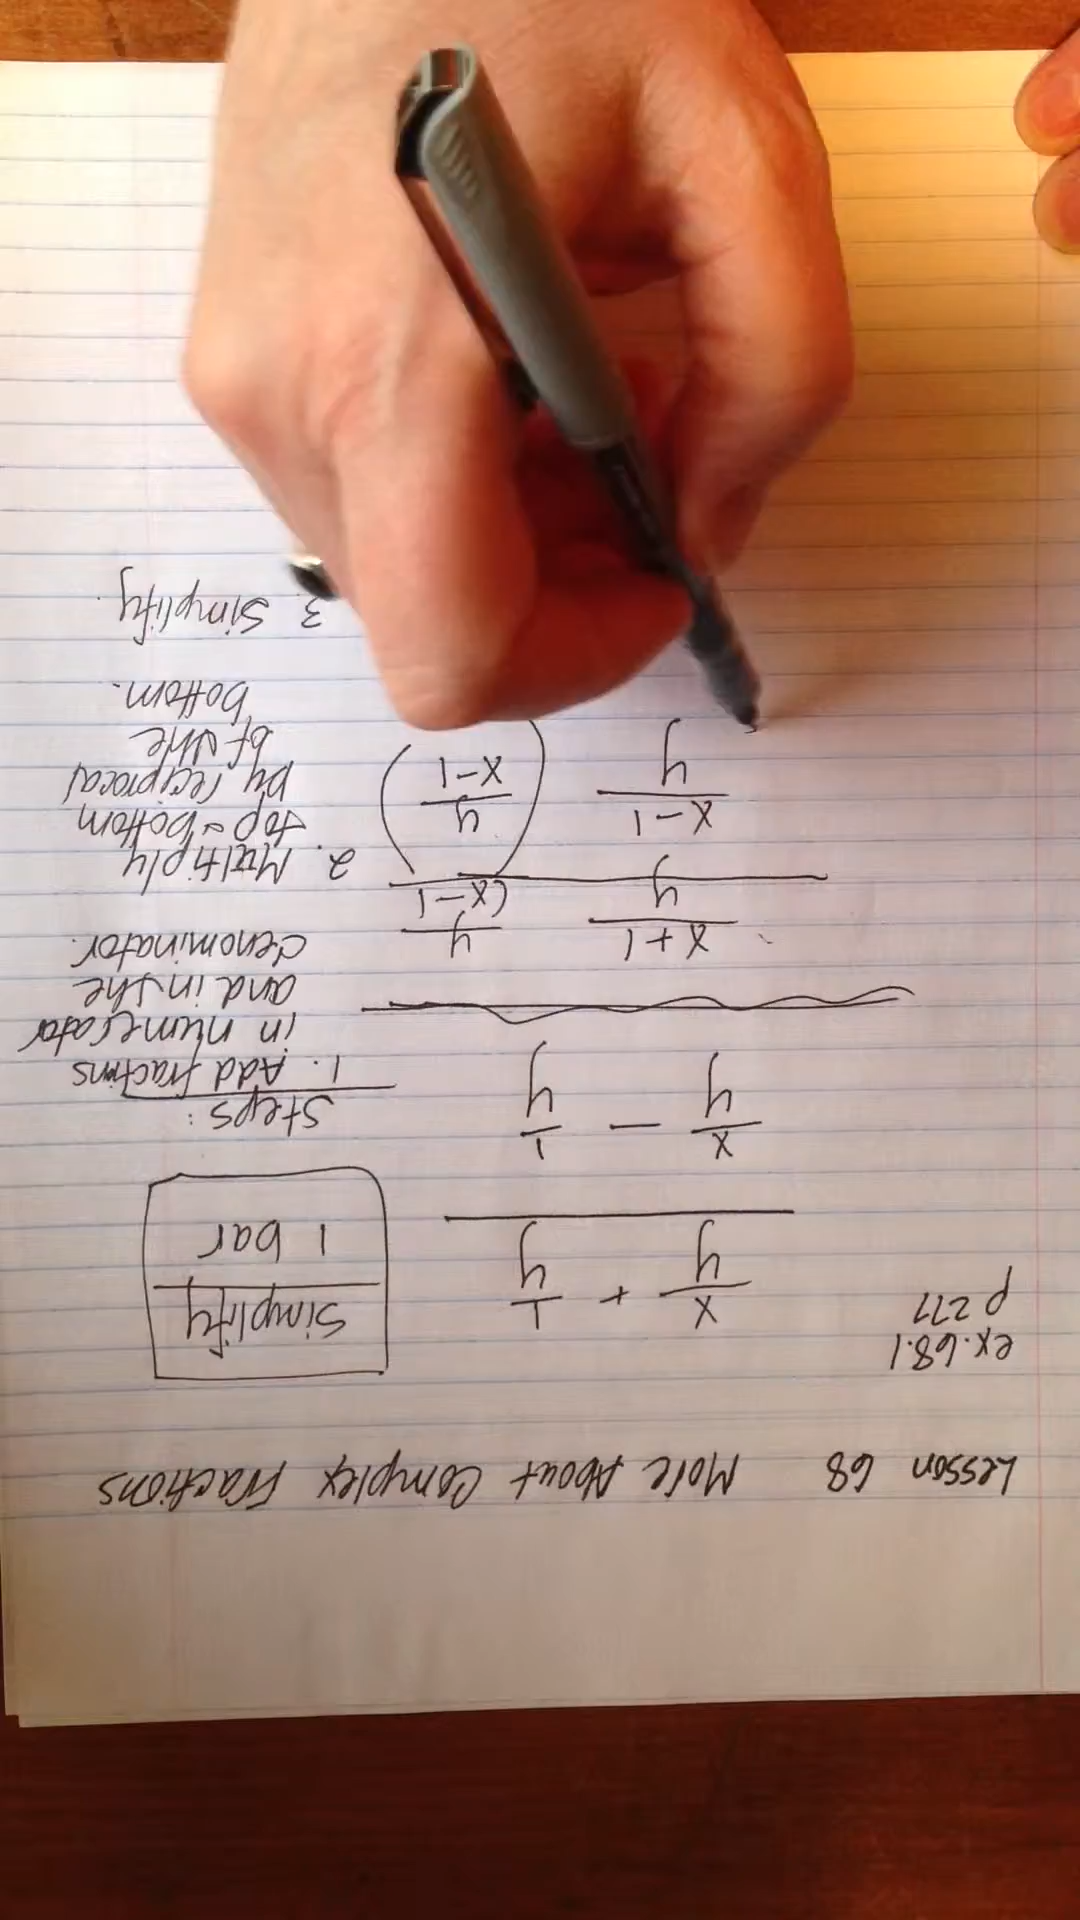 Lesson 68 More About Complex Fractions
ex. 68.1
p 277
x/y + 1/y
x/y - 1/y
Simplify
1 bar
Steps:
1. Add fractions
in numerator
and in the
denominator.
x+1/y y/(x-1
x-1/y (y/x-1)
2. Multiply
top & bottom
by reciprocal
of the
bottom.
3. Simplify.